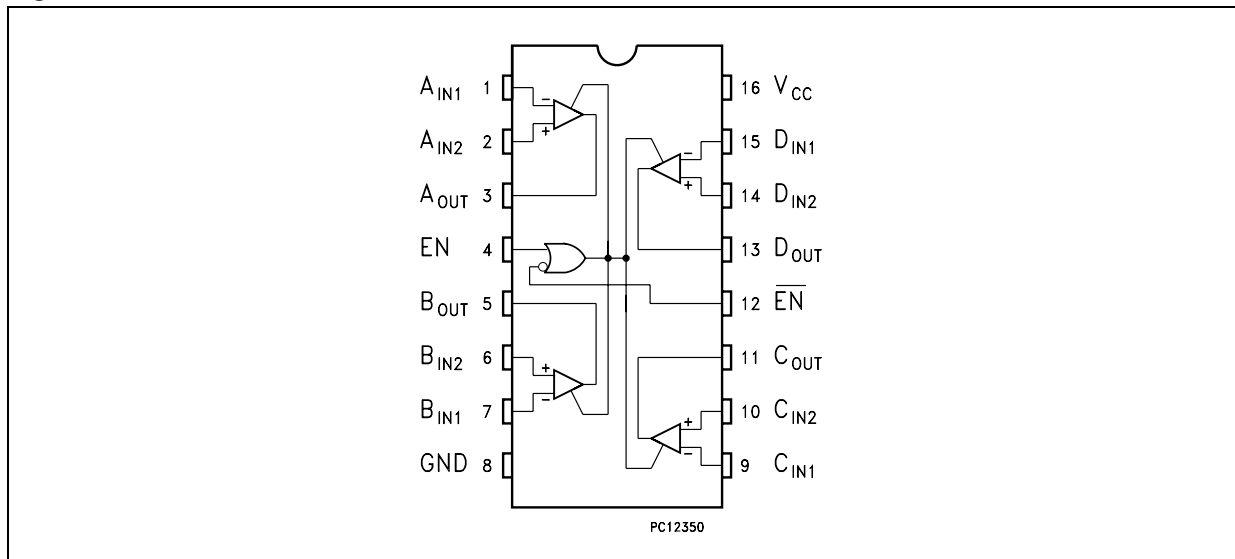 A_IN1 1
A_IN2 2
A_OUT 3
EN 4
B_OUT 5
B_IN2 6
B_IN1 7
GND 8
16 V_CC
15 D_IN1
14 D_IN2
13 D_OUT
12 E̅N̅
11 C_OUT
10 C_IN2
9 C_IN1
−
+
−
+
+
−
+
−
PC12350